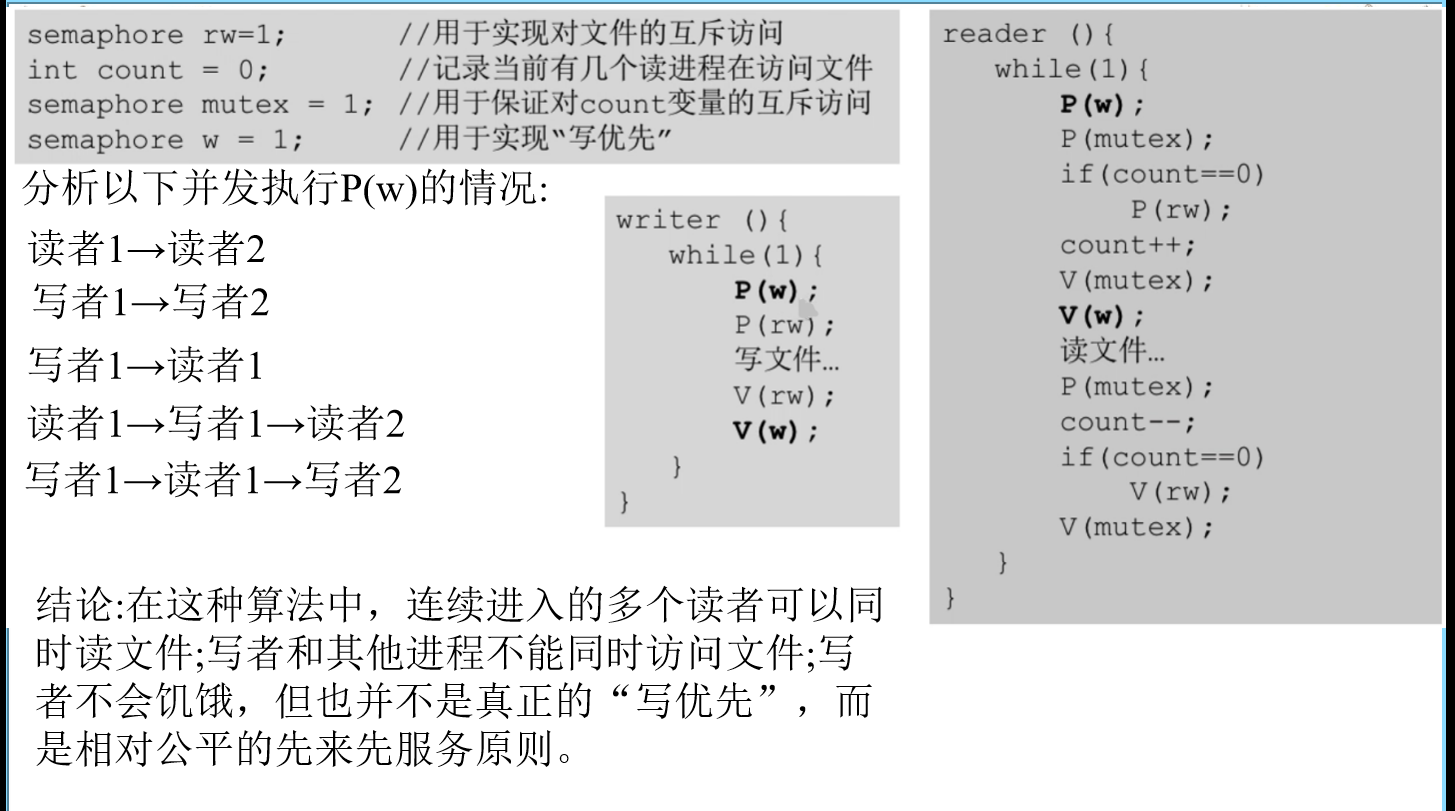 semaphore rw=1;        //用于实现对文件的互斥访问
int count = 0;         //记录当前有几个读进程在访问文件
semaphore mutex = 1;   //用于保证对count变量的互斥访问
semaphore w = 1;       //用于实现“写优先”
分析以下并发执行P(w)的情况:
读者1→读者2
写者1→写者2
写者1→读者1
读者1→写者1→读者2
写者1→读者1→写者2
writer (){
while(1){
P(w);
P(rw);
写文件…
V(rw);
V(w);
}
}
reader (){
while(1){
P(w);
P(mutex);
if(count==0)
P(rw);
count++;
V(mutex);
V(w);
读文件…
P(mutex);
count--;
if(count==0)
V(rw);
V(mutex);
}
}
结论:在这种算法中，连续进入的多个读者可以同
时读文件;写者和其他进程不能同时访问文件;写
者不会饥饿，但也并不是真正的“写优先”，而
是相对公平的先来先服务原则。